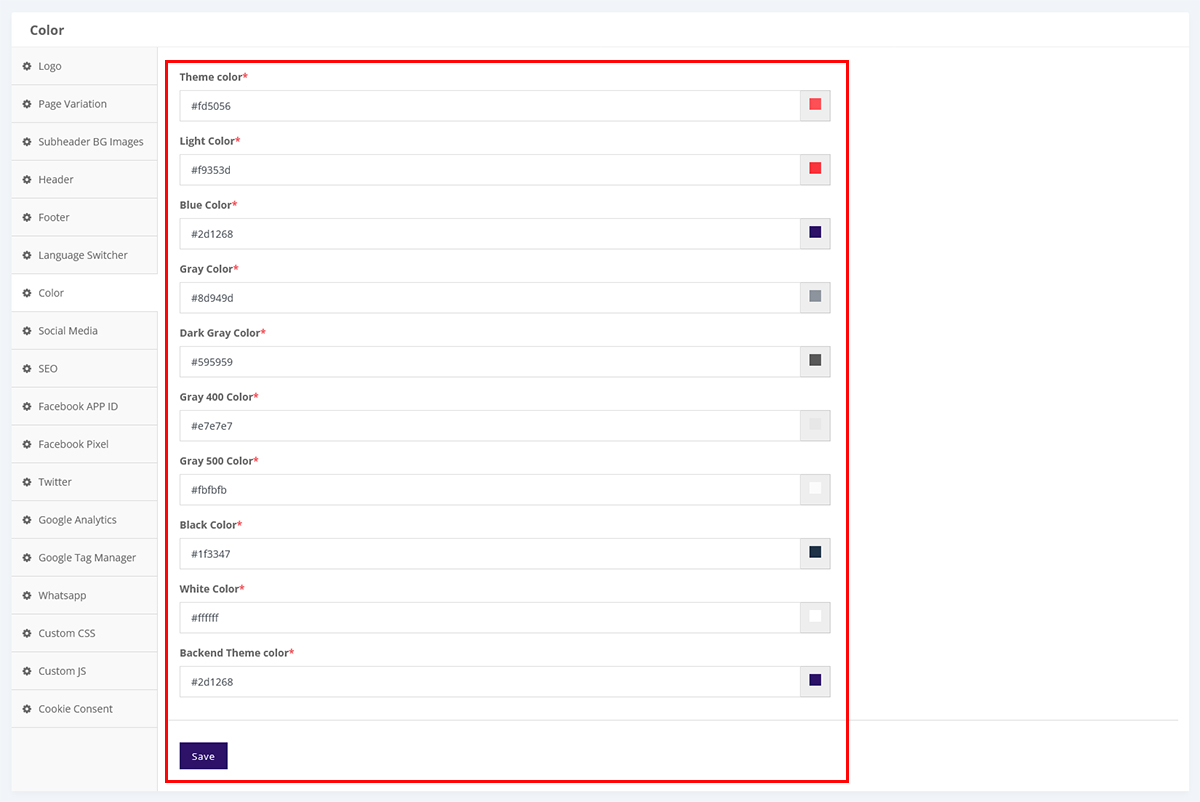 Color
Logo
Page Variation
Subheader BG Images
Header
Footer
Language Switcher
Color
Social Media
SEO
Facebook APP ID
Facebook Pixel
Twitter
Google Analytics
Google Tag Manager
Whatsapp
Custom CSS
Custom JS
Cookie Consent
Theme color*
#fd5056
Light Color*
#f9353d
Blue Color*
#2d1268
Gray Color*
#8d949d
Dark Gray Color*
#595959
Gray 400 Color*
#e7e7e7
Gray 500 Color*
#fbfbfb
Black Color*
#1f3347
White Color*
#ffffff
Backend Theme color*
#2d1268
Save